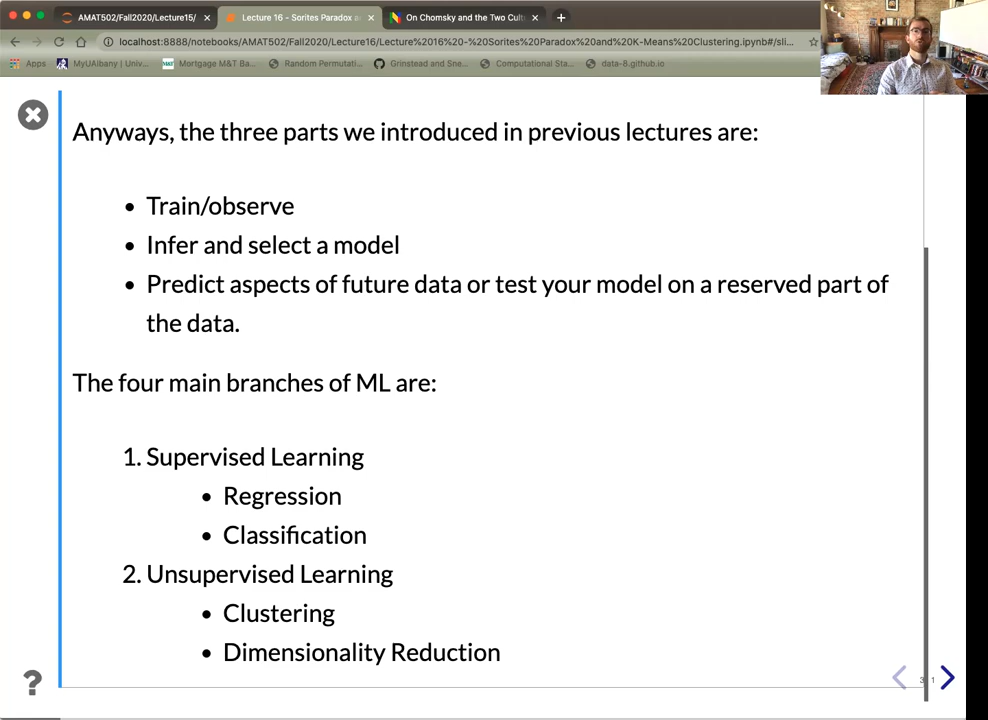 AMAT502/Fall2020/Lecture15/
Lecture 16 - Sorites Paradox a
On Chomsky and the Two Cul
localhost:8888/notebooks/AMAT502/Fall2020/Lecture16/Lecture%2016%20-%20Sorites%20Paradox%20and%20K-Means%20Clustering.ipynb#/sli...
Apps
MyUAlbany | Univ...
M&T
Mortgage M&T Ba...
Random Permutati...
Grinstead and Sne...
Computational Sta...
data-8.github.io
Anyways, the three parts we introduced in previous lectures are:
• Train/observe
• Infer and select a model
• Predict aspects of future data or test your model on a reserved part of
the data.
The four main branches of ML are:
1. Supervised Learning
• Regression
• Classification
2. Unsupervised Learning
• Clustering
• Dimensionality Reduction
?
3 1